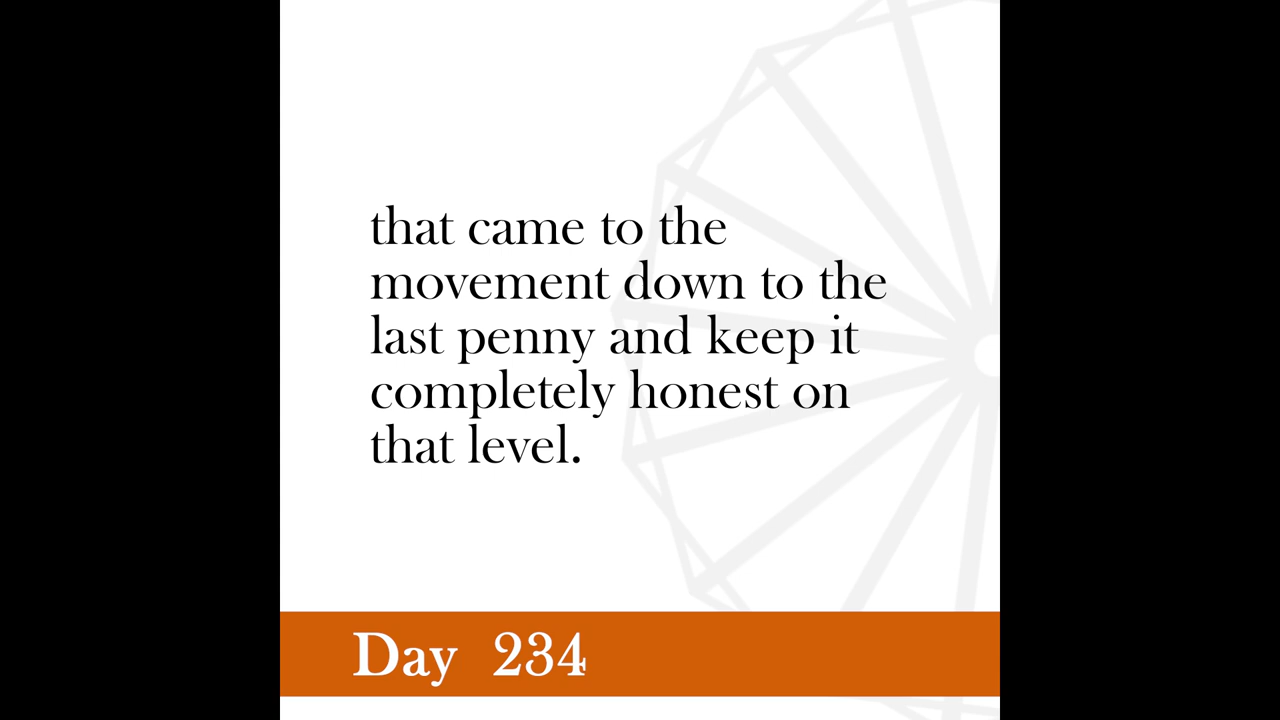 that came to the
movement down to the
last penny and keep it
completely honest on
that level.
Day 234